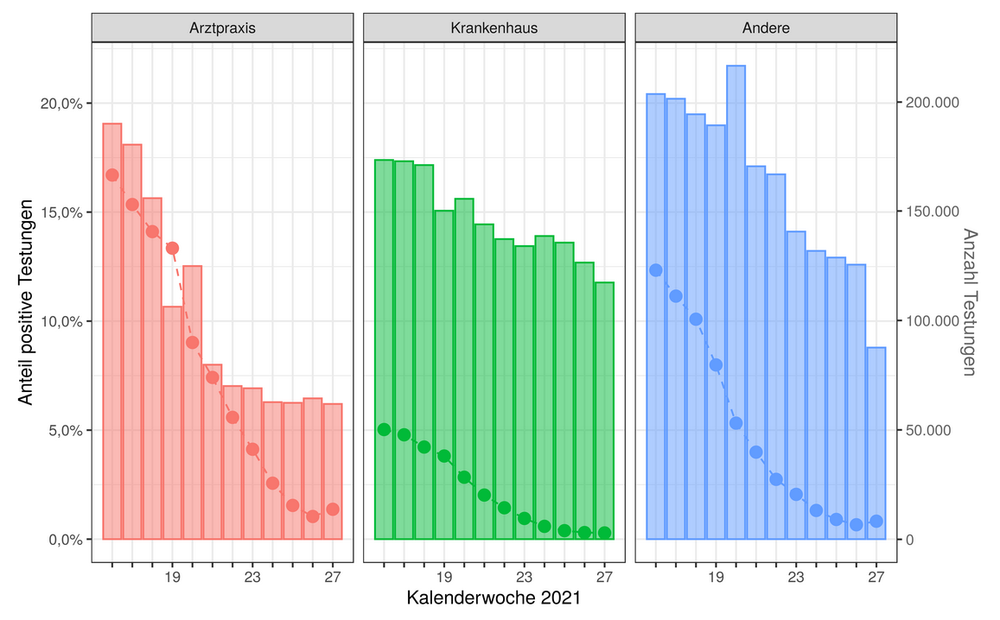 Arztpraxis
Krankenhaus
Andere
Anteil positive Testungen
20,0%
15,0%
10,0%
5,0%
0,0%
200.000
150.000
100.000
50.000
0
Anzahl Testungen
19 23 27
19 23 27
19 23 27
Kalenderwoche 2021